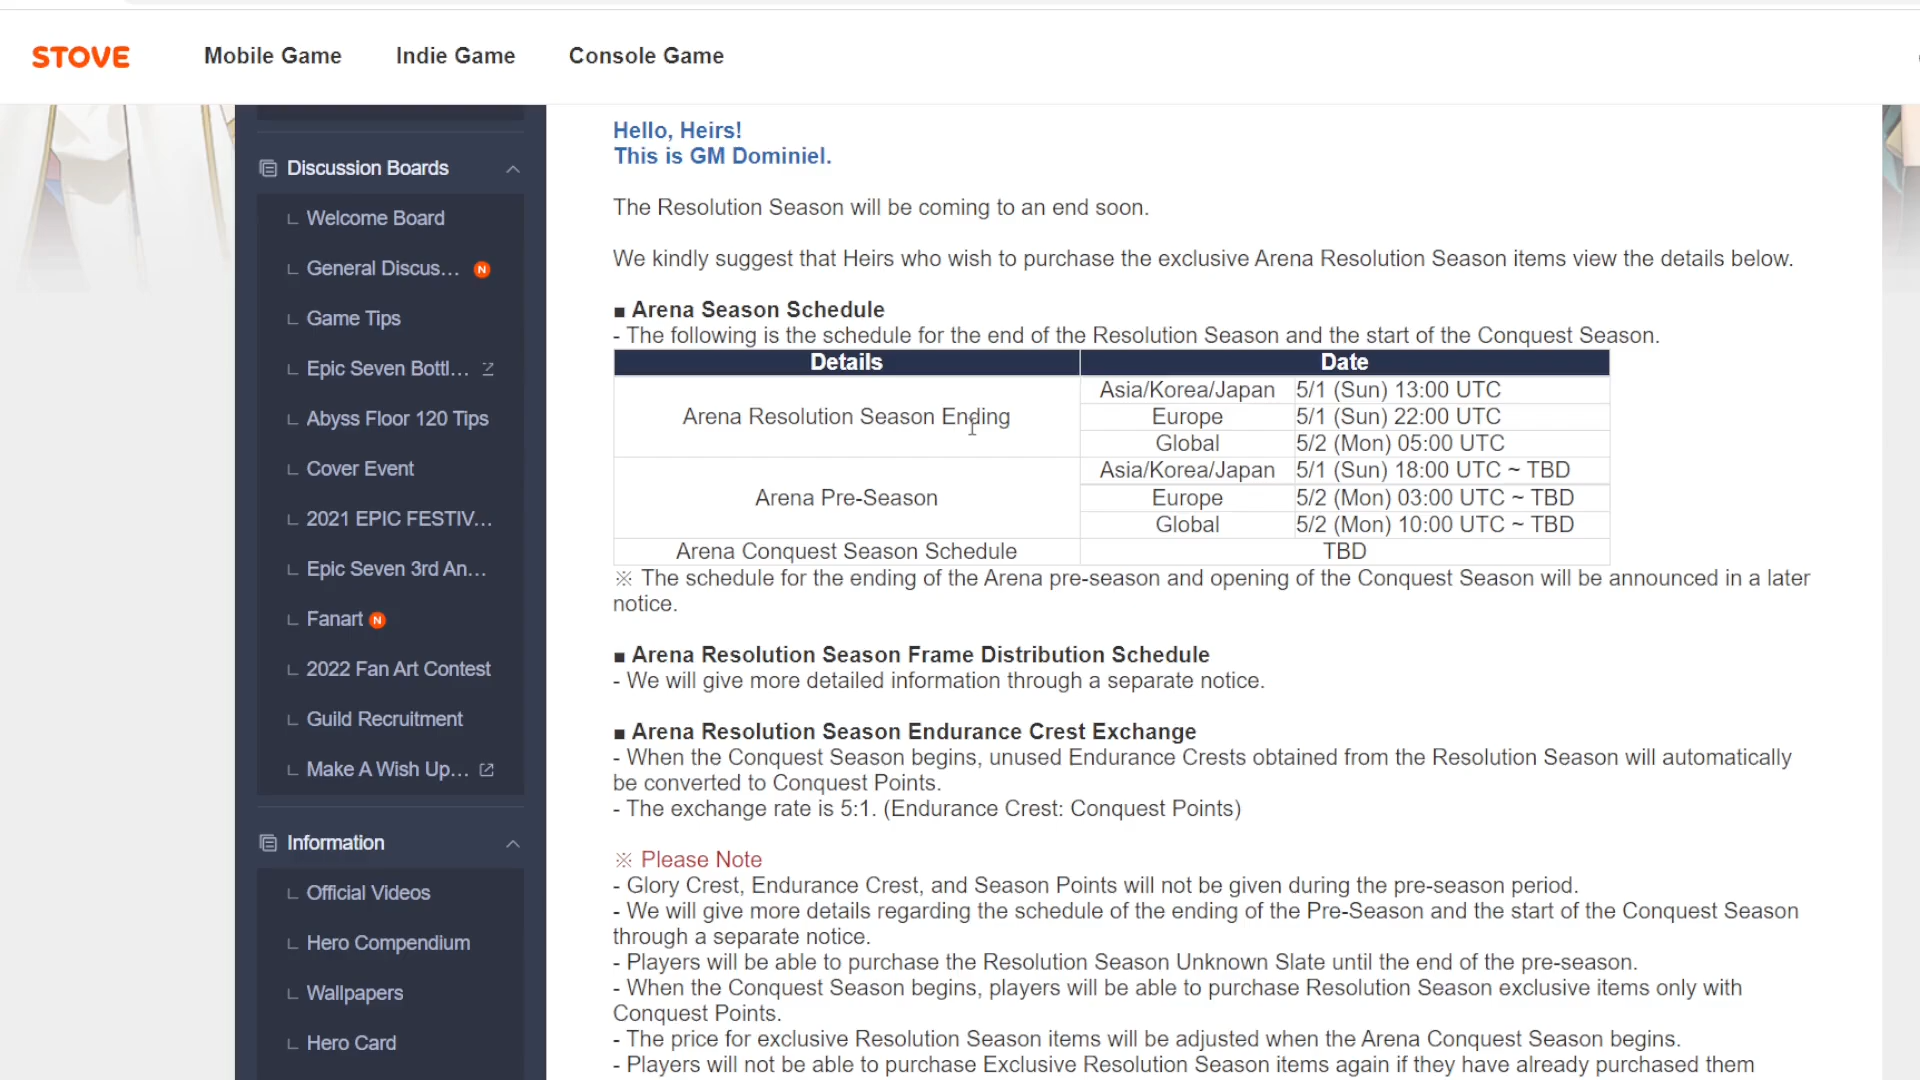 STOVE
Mobile Game
Indie Game
Console Game
Discussion Boards
Welcome Board
General Discus... N
Game Tips
Epic Seven Bottl...
Abyss Floor 120 Tips
Cover Event
2021 EPIC FESTIV...
Epic Seven 3rd An...
Fanart N
2022 Fan Art Contest
Guild Recruitment
Make A Wish Up...
Information
Official Videos
Hero Compendium
Wallpapers
Hero Card
Hello, Heirs!
This is GM Dominiel.
The Resolution Season will be coming to an end soon.
We kindly suggest that Heirs who wish to purchase the exclusive Arena Resolution Season items view the details below.
■ Arena Season Schedule
- The following is the schedule for the end of the Resolution Season and the start of the Conquest Season.
Details Date
Arena Resolution Season Ending
Asia/Korea/Japan 5/1 (Sun) 13:00 UTC
Europe 5/1 (Sun) 22:00 UTC
Global 5/2 (Mon) 05:00 UTC
Arena Pre-Season
Asia/Korea/Japan 5/1 (Sun) 18:00 UTC ~ TBD
Europe 5/2 (Mon) 03:00 UTC ~ TBD
Global 5/2 (Mon) 10:00 UTC ~ TBD
Arena Conquest Season Schedule TBD
※ The schedule for the ending of the Arena pre-season and opening of the Conquest Season will be announced in a later
notice.
■ Arena Resolution Season Frame Distribution Schedule
- We will give more detailed information through a separate notice.
■ Arena Resolution Season Endurance Crest Exchange
- When the Conquest Season begins, unused Endurance Crests obtained from the Resolution Season will automatically
be converted to Conquest Points.
- The exchange rate is 5:1. (Endurance Crest: Conquest Points)
※ Please Note
- Glory Crest, Endurance Crest, and Season Points will not be given during the pre-season period.
- We will give more details regarding the schedule of the ending of the Pre-Season and the start of the Conquest Season
through a separate notice.
- Players will be able to purchase the Resolution Season Unknown Slate until the end of the pre-season.
- When the Conquest Season begins, players will be able to purchase Resolution Season exclusive items only with
Conquest Points.
- The price for exclusive Resolution Season items will be adjusted when the Arena Conquest Season begins.
- Players will not be able to purchase Exclusive Resolution Season items again if they have already purchased them